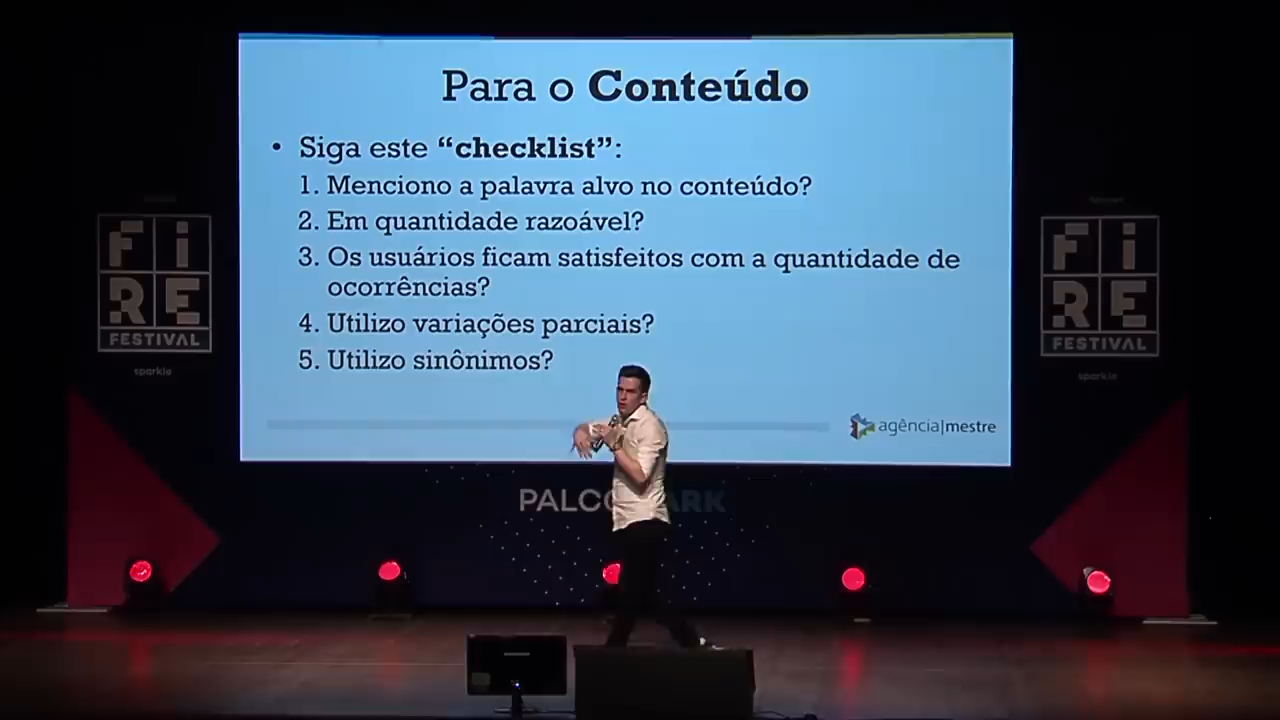 Para o Conteúdo
• Siga este “checklist”:
1. Menciono a palavra alvo no conteúdo?
2. Em quantidade razoável?
3. Os usuários ficam satisfeitos com a quantidade de
ocorrências?
4. Utilizo variações parciais?
5. Utilizo sinônimos?
agência|mestre
FiRE
FESTIVAL
sparkle
FiRE
FESTIVAL
sparkle
PALCO
ARK